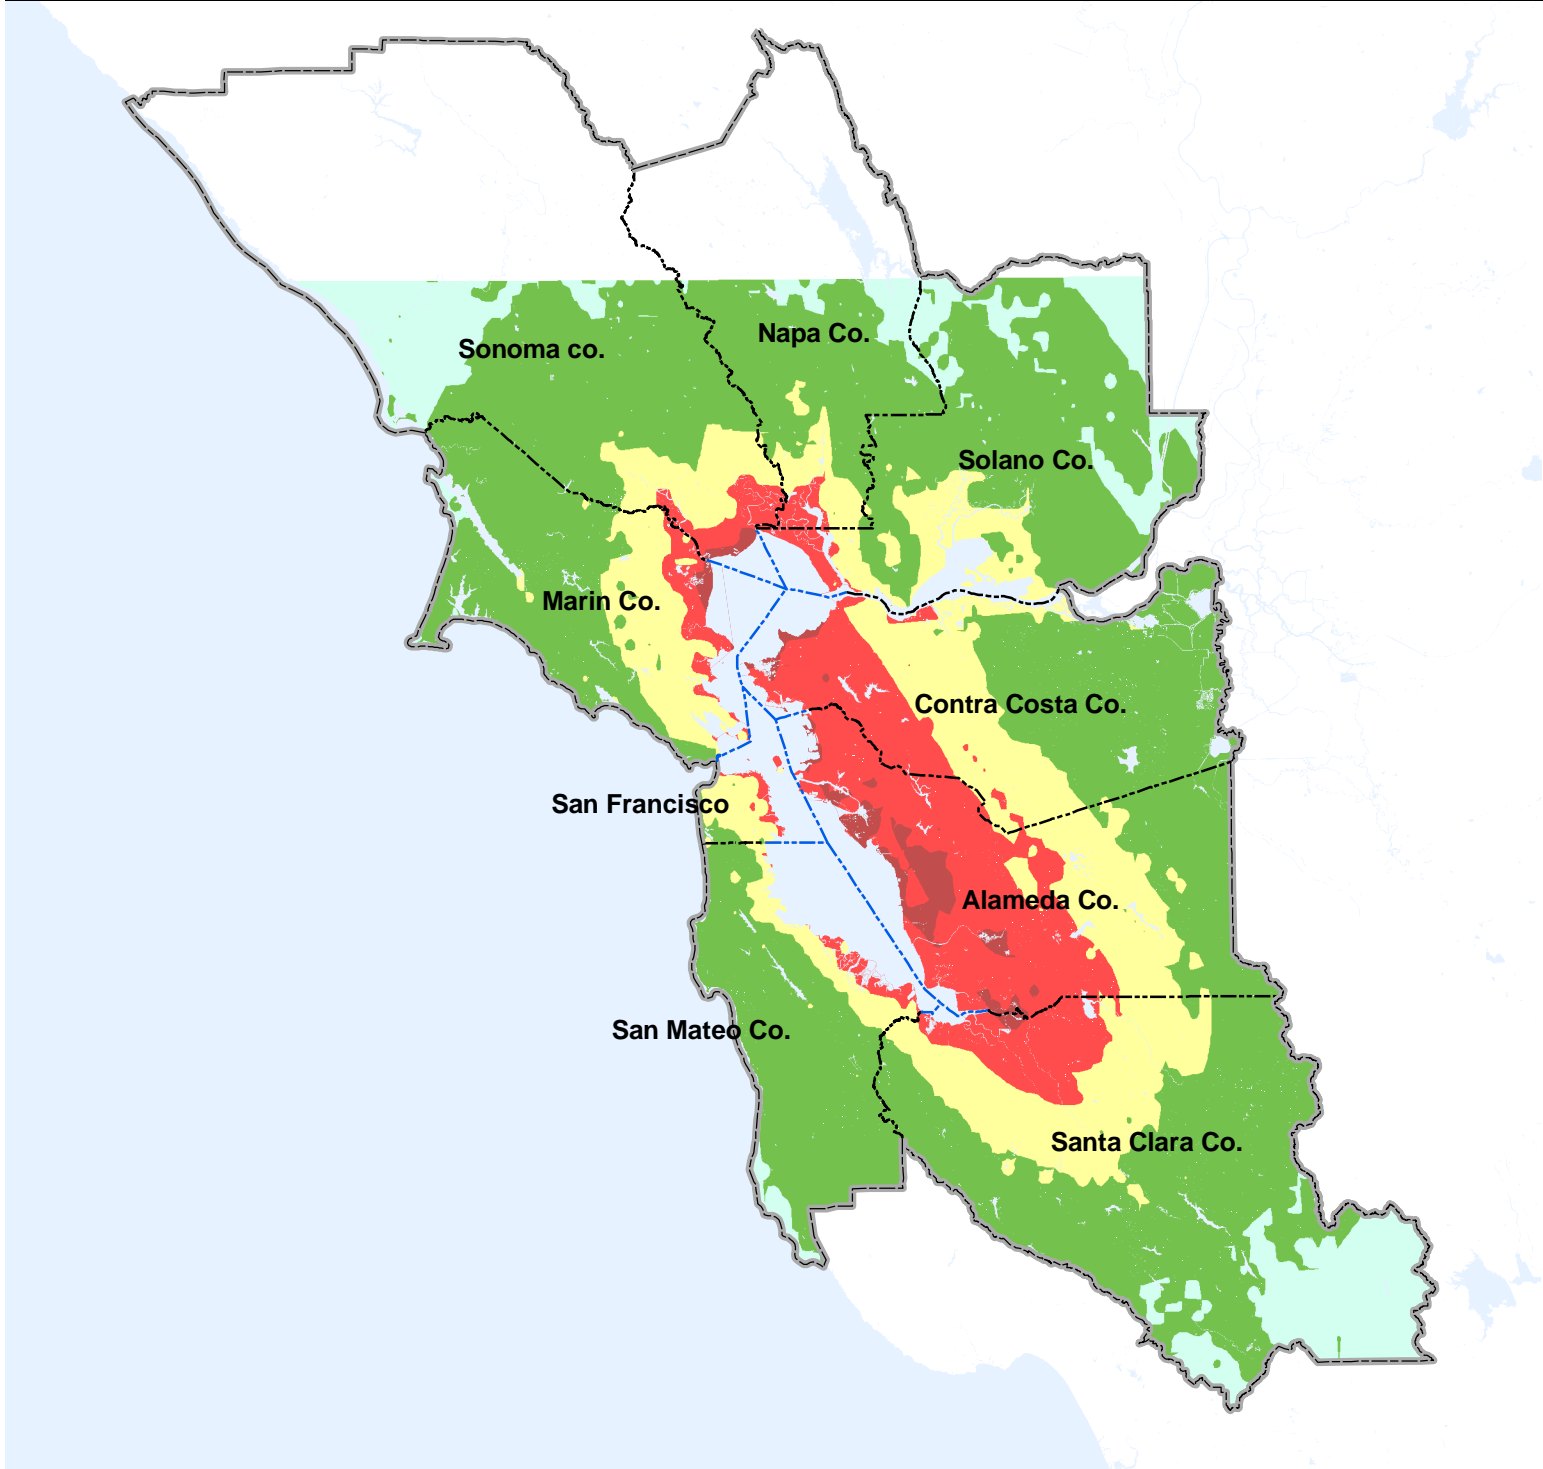 Napa Co.
Sonoma co.
Solano Co.
Marin Co.
Contra Costa Co.
San Francisco
Alameda Co.
San Mateo Co.
Santa Clara Co.